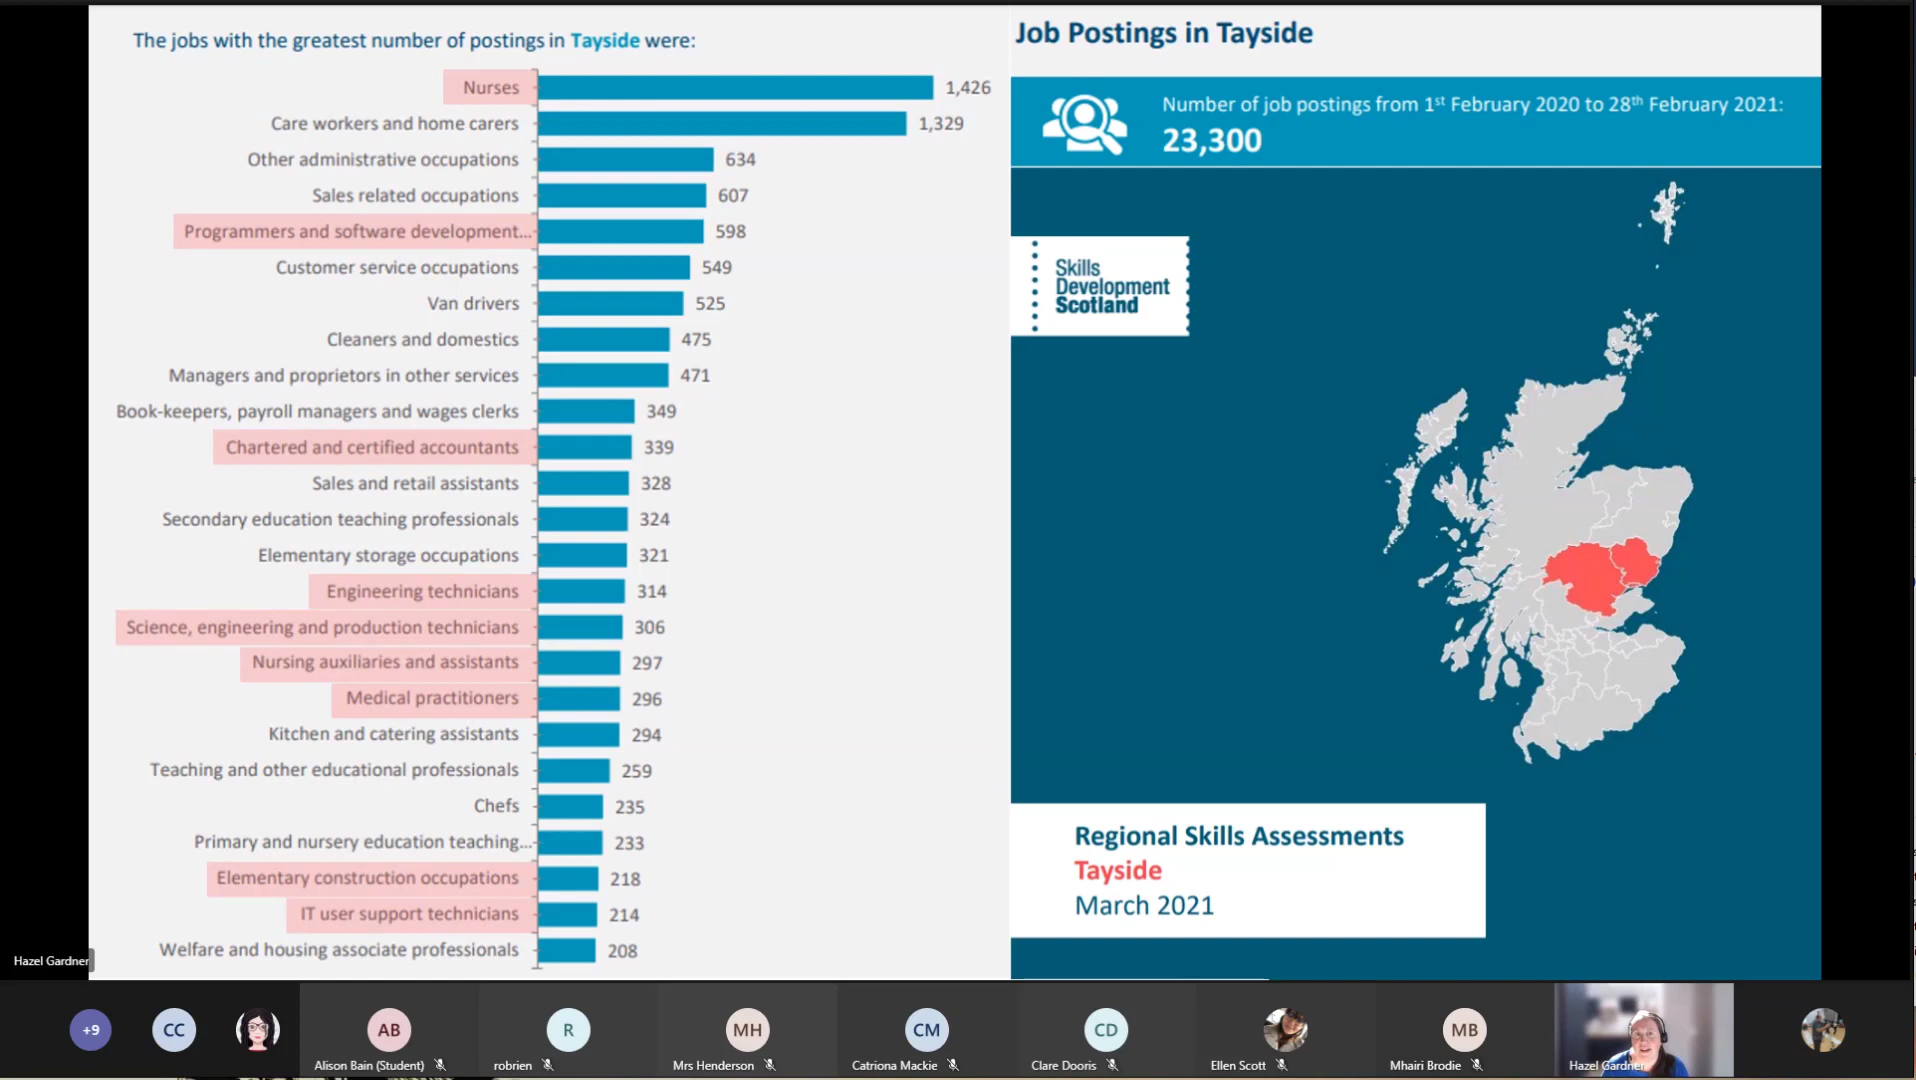 The jobs with the greatest number of postings in Tayside were:
Nurses 1,426
Care workers and home carers 1,329
Other administrative occupations 634
Sales related occupations 607
Programmers and software development... 598
Customer service occupations 549
Van drivers 525
Cleaners and domestics 475
Managers and proprietors in other services 471
Book-keepers, payroll managers and wages clerks 349
Chartered and certified accountants 339
Sales and retail assistants 328
Secondary education teaching professionals 324
Elementary storage occupations 321
Engineering technicians 314
Science, engineering and production technicians 306
Nursing auxiliaries and assistants 297
Medical practitioners 296
Kitchen and catering assistants 294
Teaching and other educational professionals 259
Chefs 235
Primary and nursery education teaching... 233
Elementary construction occupations 218
IT user support technicians 214
Welfare and housing associate professionals 208
Job Postings in Tayside
Number of job postings from 1st February 2020 to 28th February 2021:
23,300
Skills
Development
Scotland
Regional Skills Assessments
Tayside
March 2021
Hazel Gardner
+9
CC
AB
Alison Bain (Student)
R
robrien
MH
Mrs Henderson
CM
Catriona Mackie
CD
Clare Dooris
Ellen Scott
MB
Mhairi Brodie
Hazel Gardner